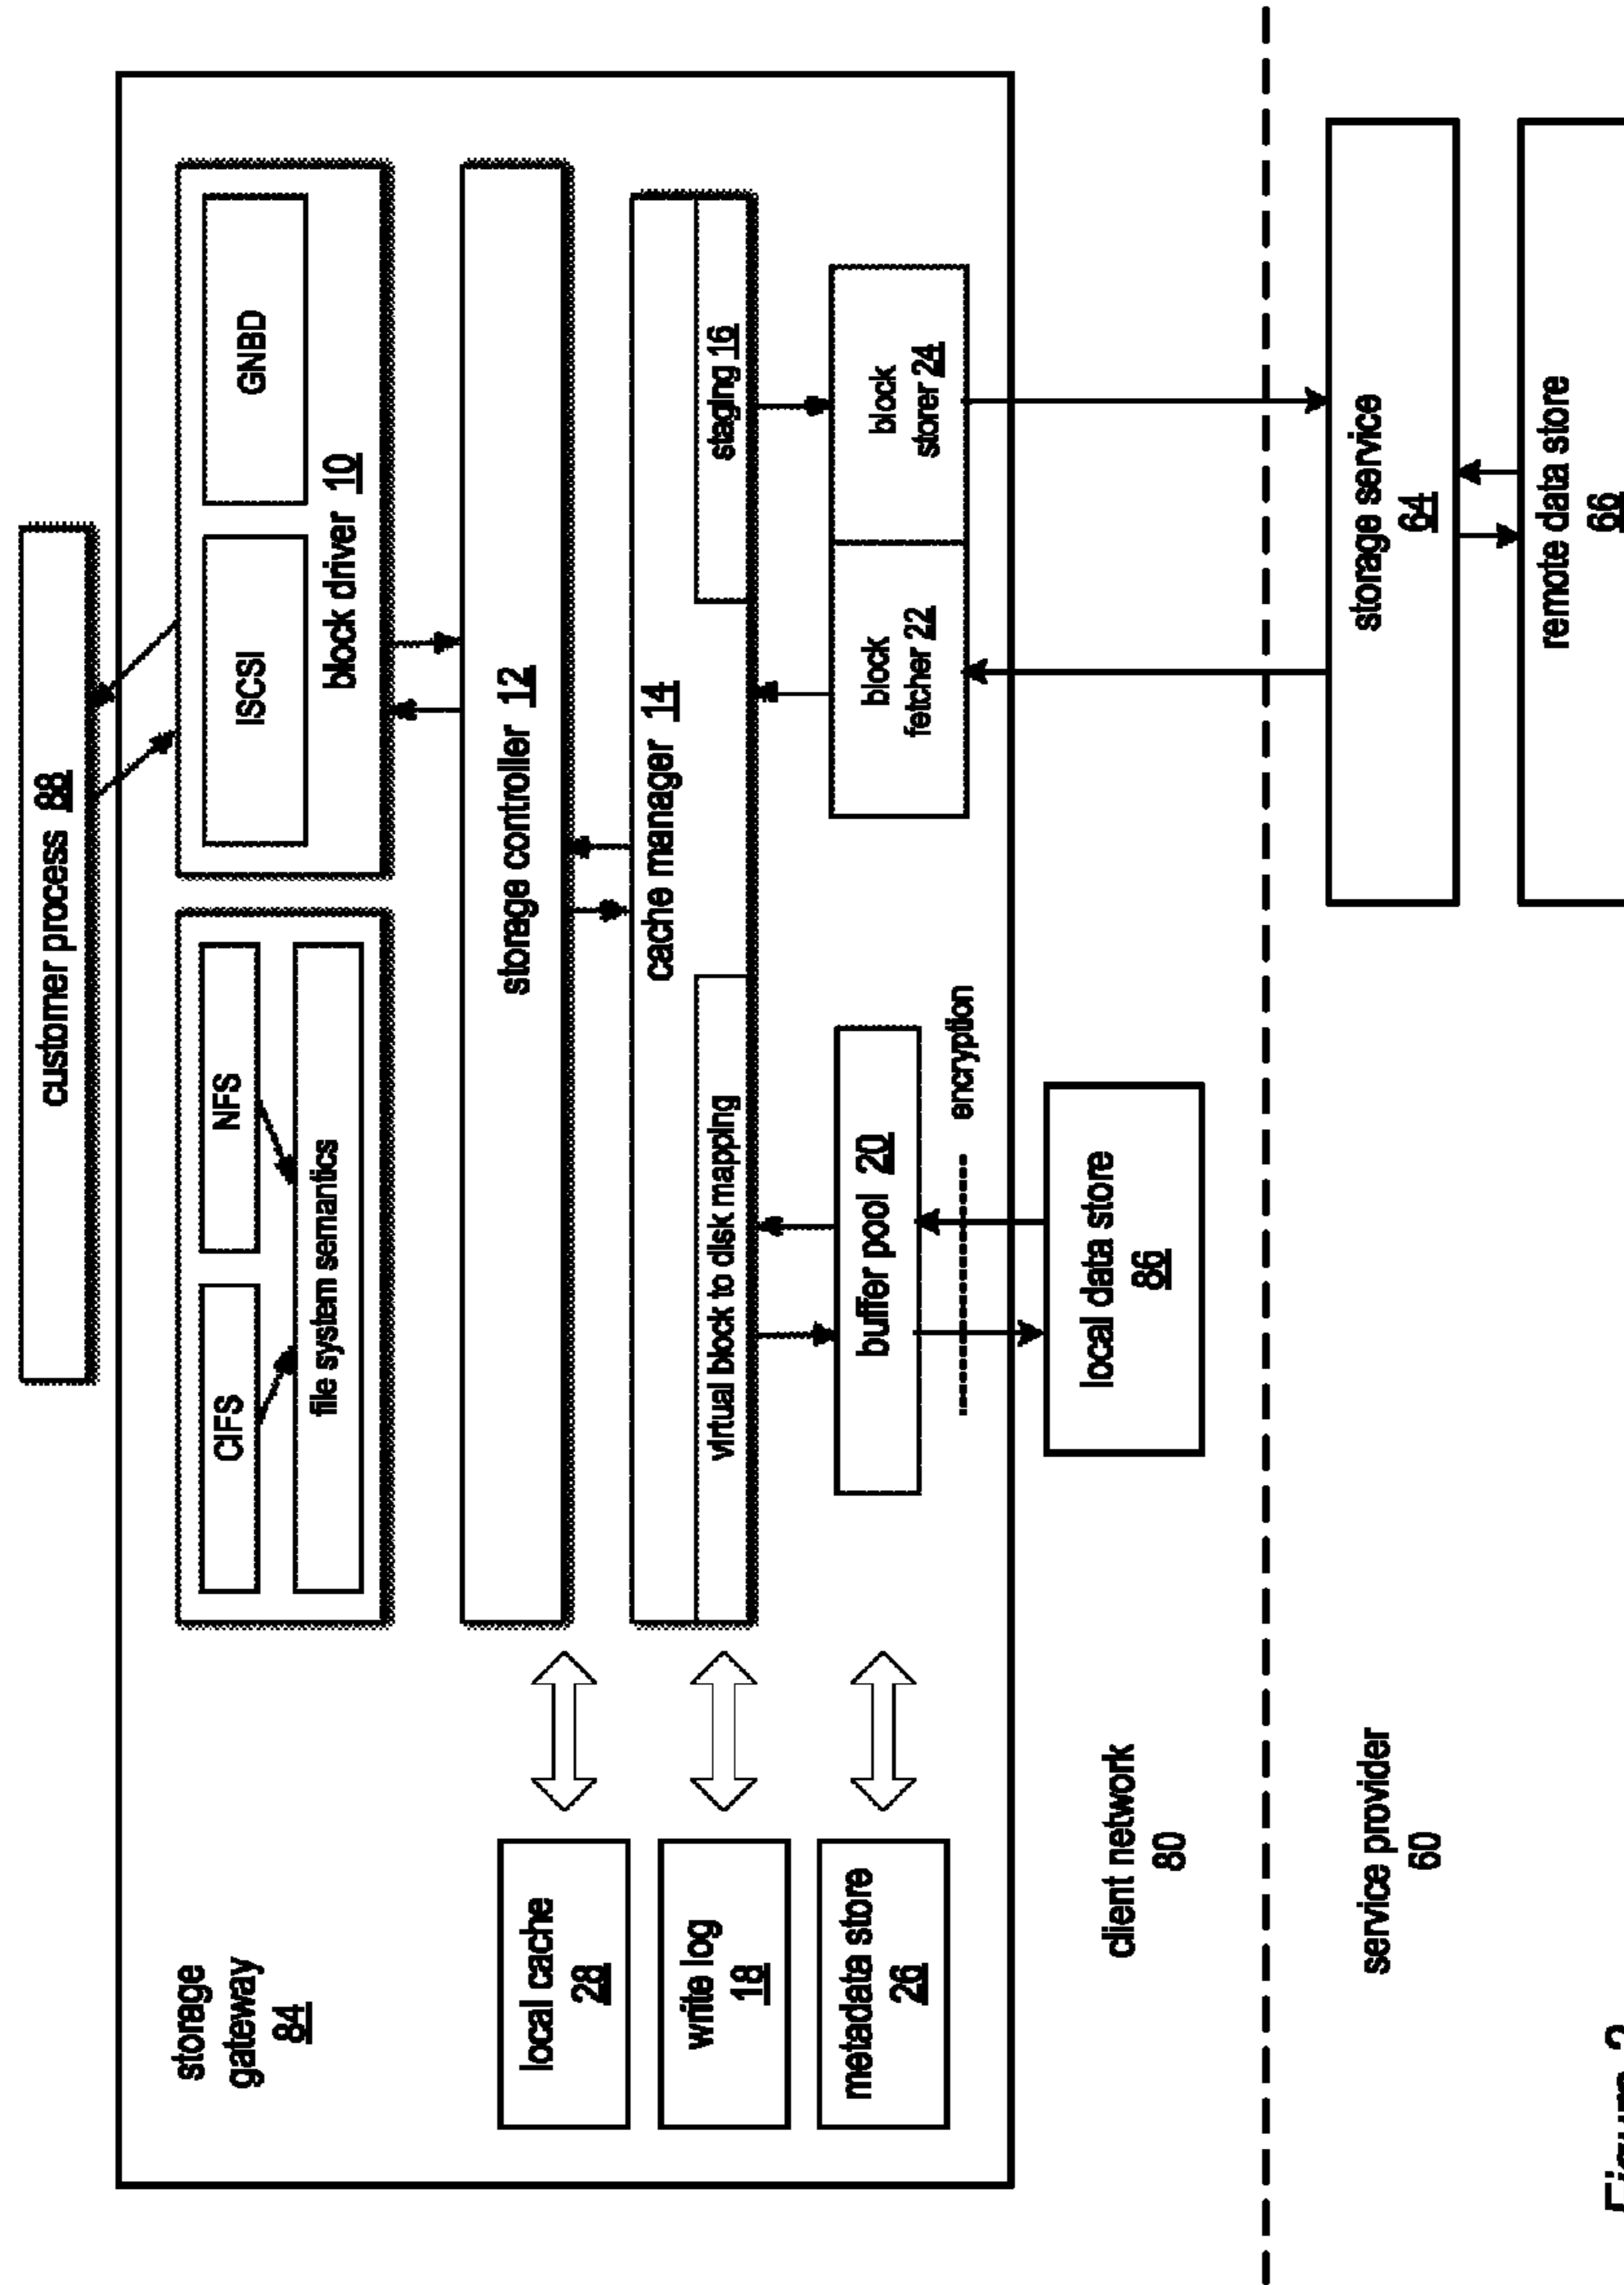 customer process 88
storage
gateway 84
CIFS
NFS
file system semantics
ISCSI
GNBD
block driver 10
storage controller 12
cache manager 14
virtual block to disk mapping
staging 16
local cache
28
write log
18
metadata store
26
buffer pool 20
encryption
block
fetcher 22
block
storer 24
local data store
86
client network
80
service provider
60
storage service
64
remote data store
66
Figure 2